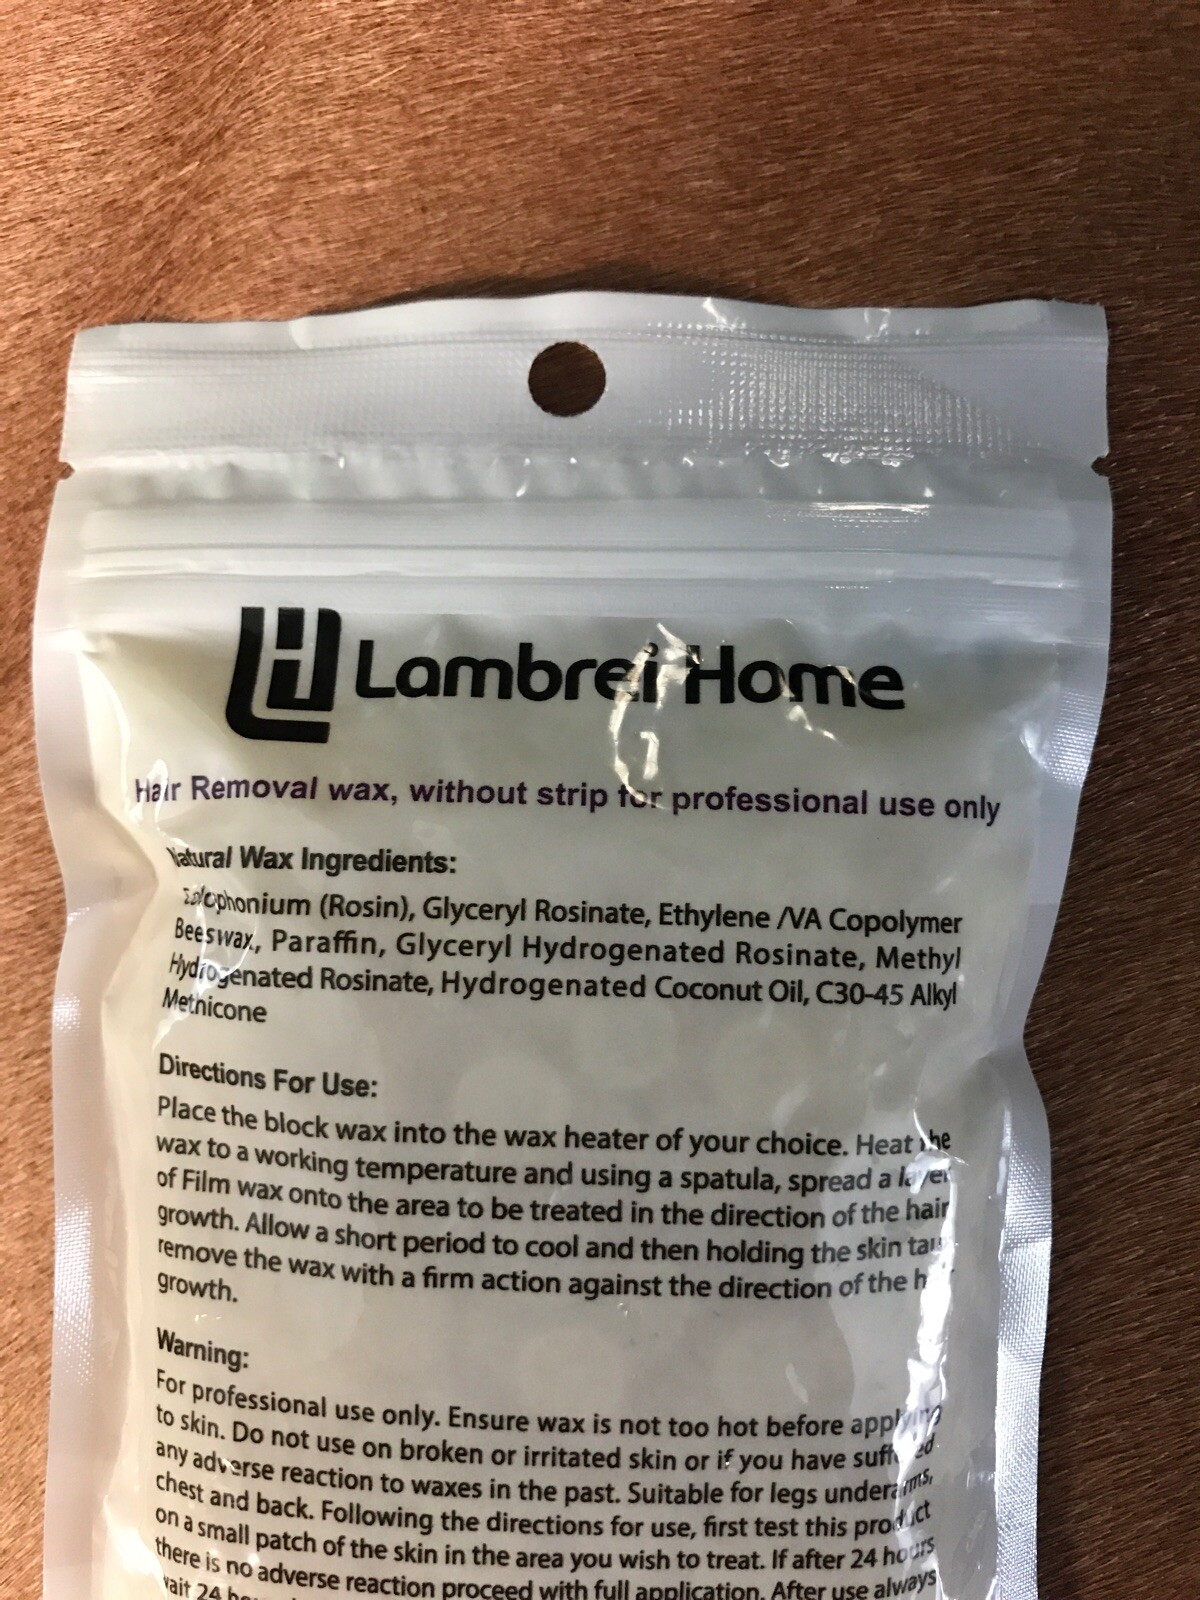 Lambrei Home
Hair Removal wax, without strip for professional use only
Natural Wax Ingredients:
(Rosin), Glyceryl Rosinate, Ethylene /VA Copolymer
Beeswax, Paraffin, Glyceryl Hydrogenated Rosinate, Methyl
Hydrogenated Rosinate, Hydrogenated Coconut Oil, C30-45 Alkyl
Methicone
Directions For Use:
Place the block wax into the wax heater of your choice. Heat the
wax to a working temperature and using a spatula, spread a layer
of Film wax onto the area to be treated in the direction of the hair
growth. Allow a short period to cool and then holding the skin taut
remove the wax with a firm action against the direction of the hair
growth.
Warning:
For professional use only. Ensure wax is not too hot before applying
to skin. Do not use on broken or irritated skin or if you have suffered
any adverse reaction to waxes in the past. Suitable for legs underarms,
chest and back. Following the directions for use, first test this product
on a small patch of the skin in the area you wish to treat. If after 24 hours
there is no adverse reaction proceed with full application. After use always
wait 24